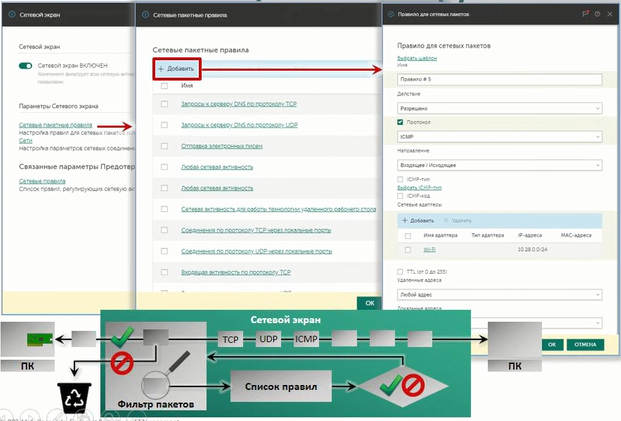 Сетевой экран
Сетевой экран
Сетевой экран ВКЛЮЧЕН
Компонент фильтрует всю сетевую актив
правилами.
Параметры Сетевого экрана
Сетевые пакетные правила
Настройка правил для сетевых пакетов и
Сети
Настройка параметров сетевых соединен
Связанные параметры Предотвр
Сетевые правила
Список правил, регулирующих сетевую ак
Сетевые пакетные правила
Сетевые пакетные правила
+ Добавить
Имя
Запросы к серверу DNS по протоколу TCP
Запросы к серверу DNS по протоколу UDP
Отправка электронных писем
Любая сетевая активность
Любая сетевая активность
Сетевая активность для работы технологии удаленного рабочего стола
Соединения по протоколу TCP через локальные порты
Соединения по протоколу UDP через локальные порты
Входящая активность по протоколу TCP
ОК
Правило для сетевых пакетов
Правило для сетевых пакетов
Выбрать шаблон
Имя
Правило # 5
Действие
Разрешено
Протокол
ICMP
Направление
Входящее / Исходящее
ICMP-тип
Выбрать ICMP-тип
ICMP-код
Сетевые адаптеры
+ Добавить × Удалить
Имя адаптера Тип адаптера IP-адреса MAC-адреса
Wi-Fi 10.28.0.0/24
TTL (от 0 до 255)
Удаленные адреса
Любой адрес
Локальные адреса
ОК ОТМЕНА
Сетевой экран
TCP UDP ICMP
ПК
ПК
Список правил
Фильтр пакетов